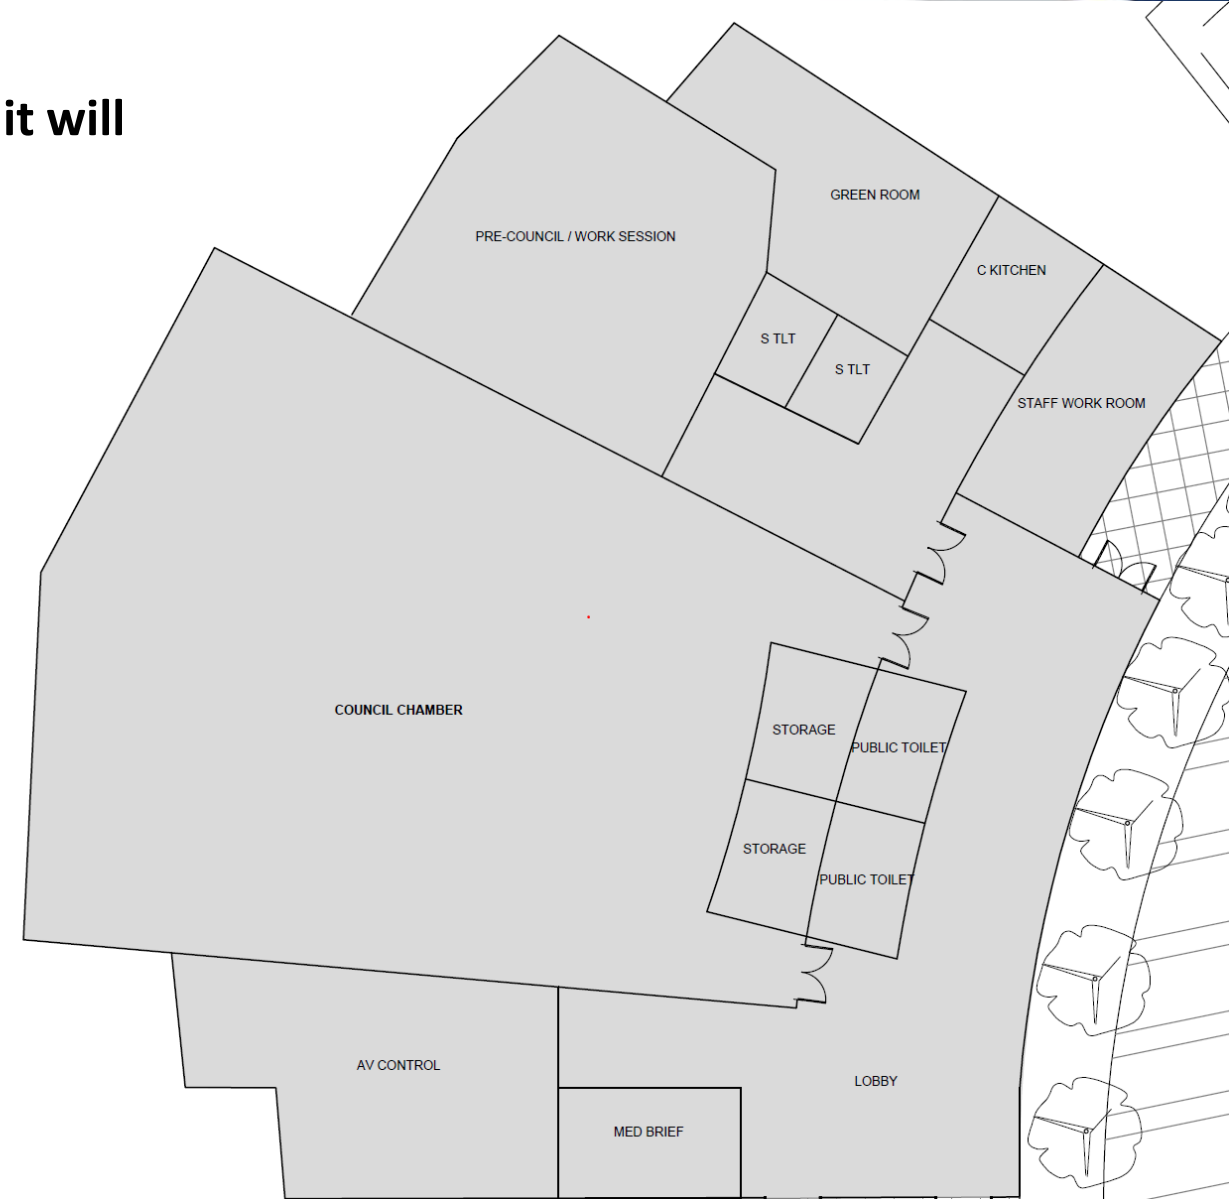 it will
GREEN ROOM
PRE-COUNCIL / WORK SESSION
C KITCHEN
S TLT
S TLT
STAFF WORK ROOM
COUNCIL CHAMBER
STORAGE
PUBLIC TOILET
STORAGE
PUBLIC TOILET
AV CONTROL
LOBBY
MED BRIEF